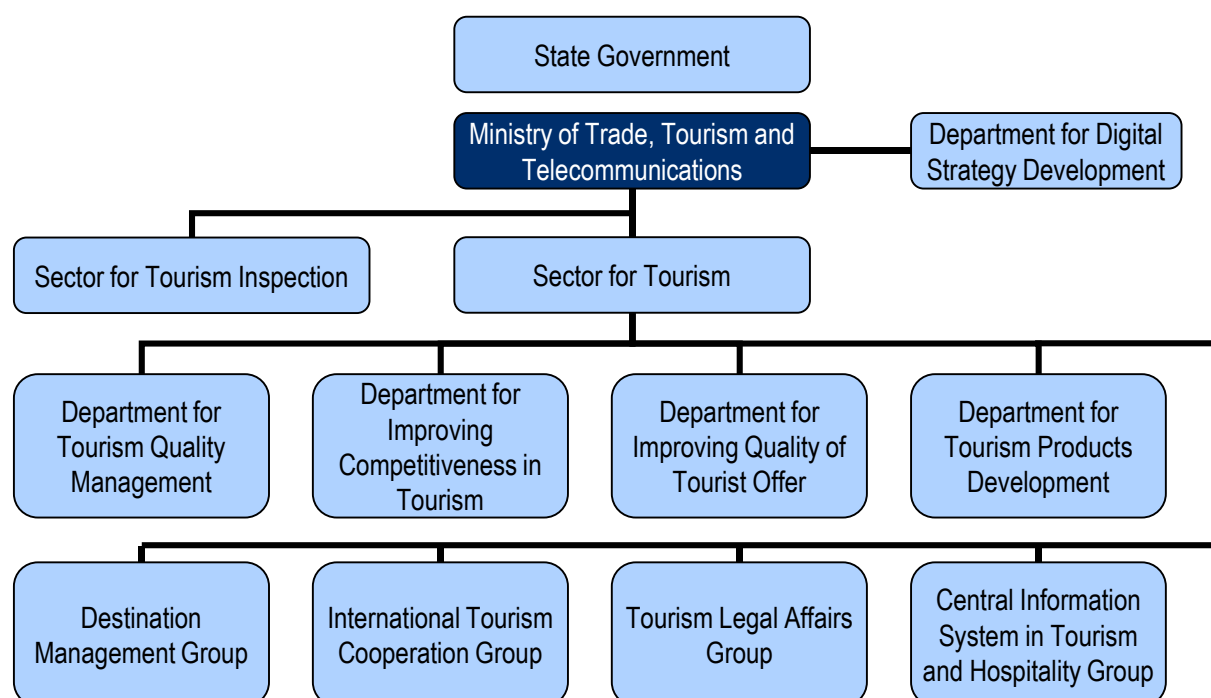 State Government
Ministry of Trade, Tourism and
Telecommunications
Department for Digital
Strategy Development
Sector for Tourism Inspection
Sector for Tourism
Department for
Tourism Quality
Management
Department for
Improving
Competitiveness in
Tourism
Department for
Improving Quality of
Tourist Offer
Department for
Tourism Products
Development
Destination
Management Group
International Tourism
Cooperation Group
Tourism Legal Affairs
Group
Central Information
System in Tourism
and Hospitality Group